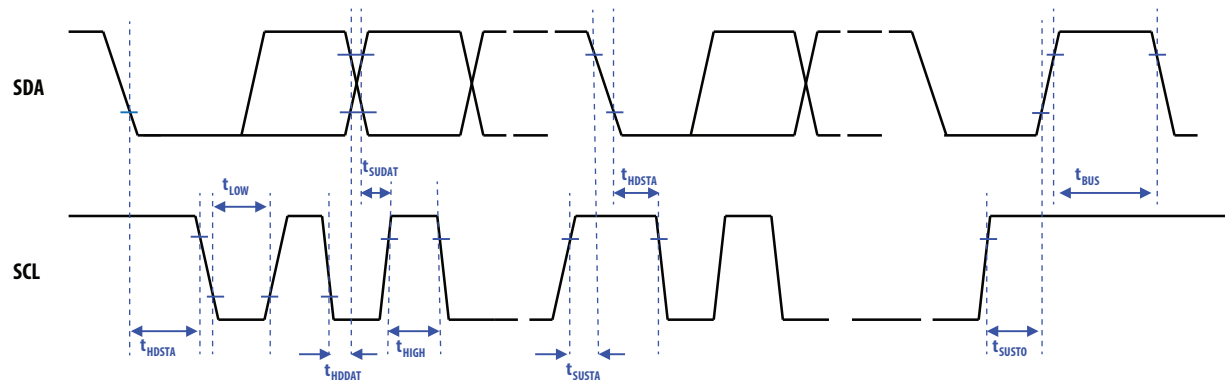 SDA
tSUDAT
tLOW
tHDSTA
tBUS
SCL
tHDSTA
tHDDAT
tHIGH
tSUSTA
tSUSTO